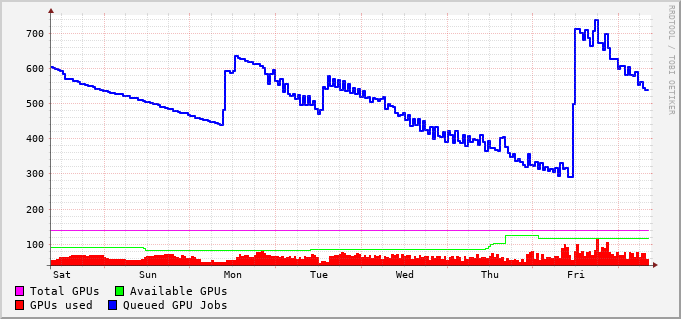 700
600
500
400
300
200
100
Sat Sun Mon Tue Wed Thu Fri
Total GPUs Available GPUs
GPUs used Queued GPU Jobs
RRDTOOL / TOBI OETIKER